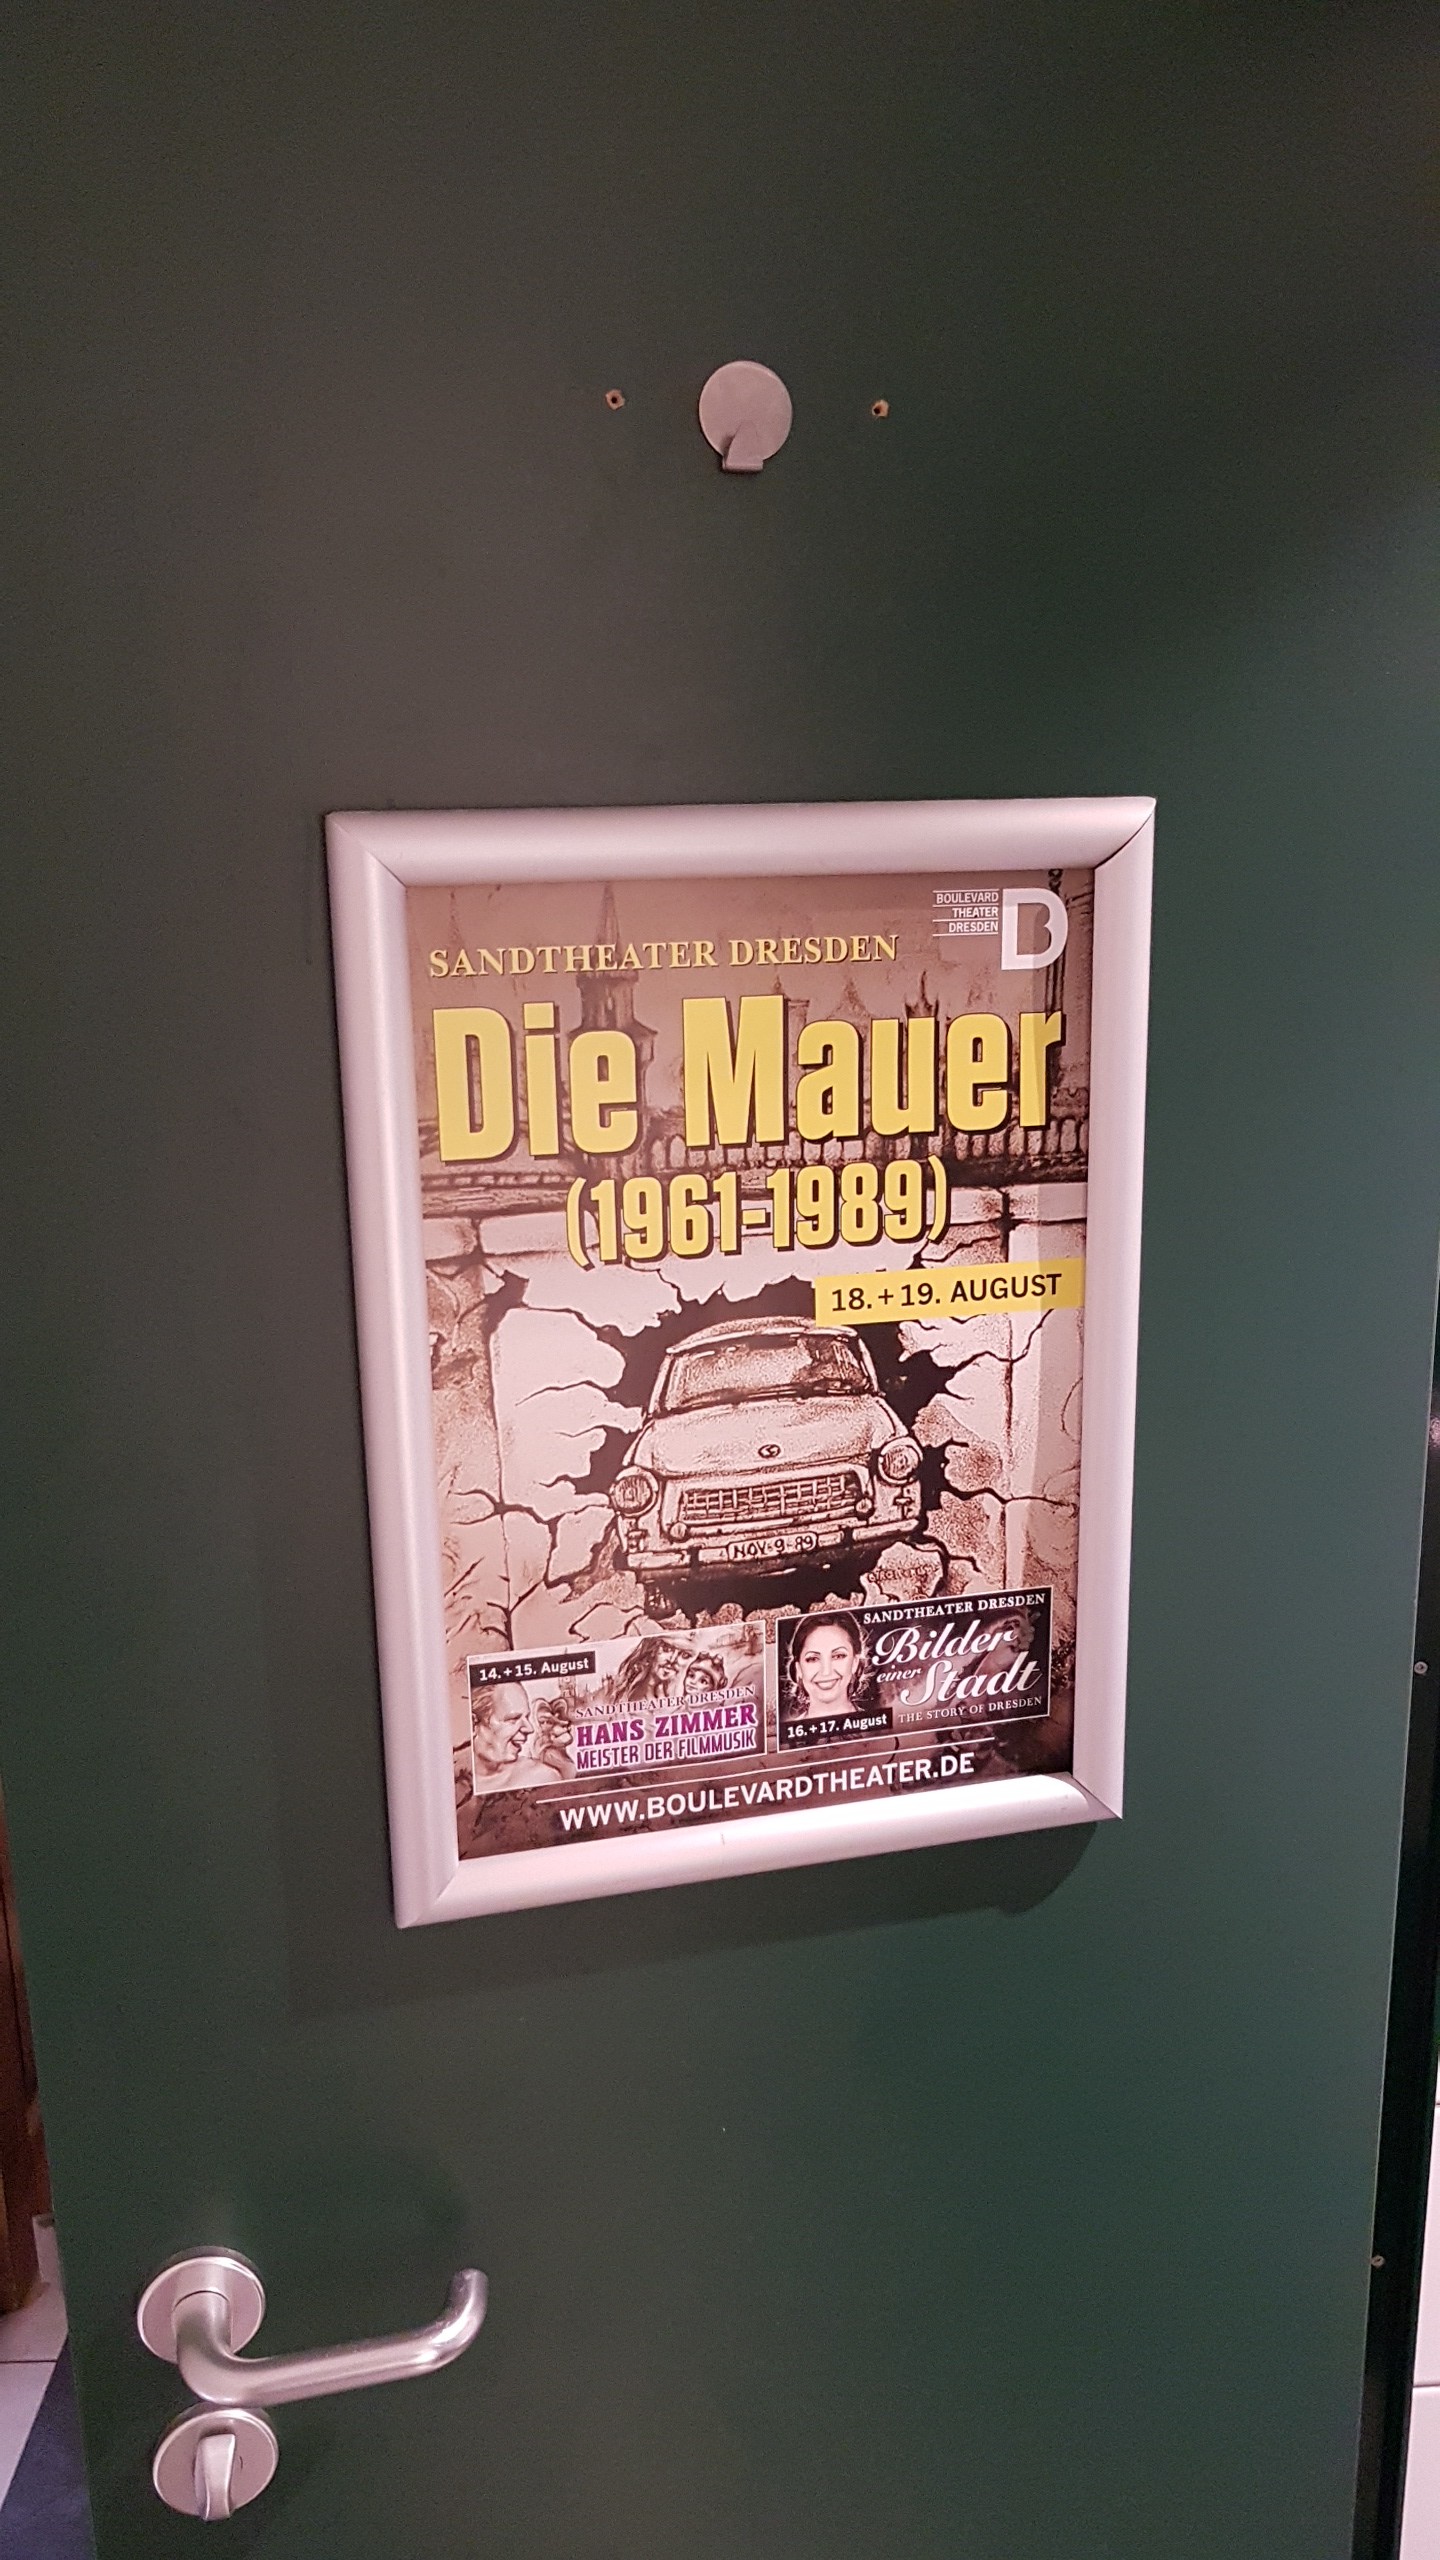 BOULEVARD
THEATER
DRESDEN
B
SANDTHEATER DRESDEN
Die Mauer
(1961-1989)
18. + 19. AUGUST
NOV•9•89
14. + 15. August
SANDTHEATER DRESDEN
HANS ZIMMER
MEISTER DER FILMMUSIK
SANDTHEATER DRESDEN
Bilder
einer Stadt
THE STORY OF DRESDEN
16. + 17. August
WWW.BOULEVARDTHEATER.DE